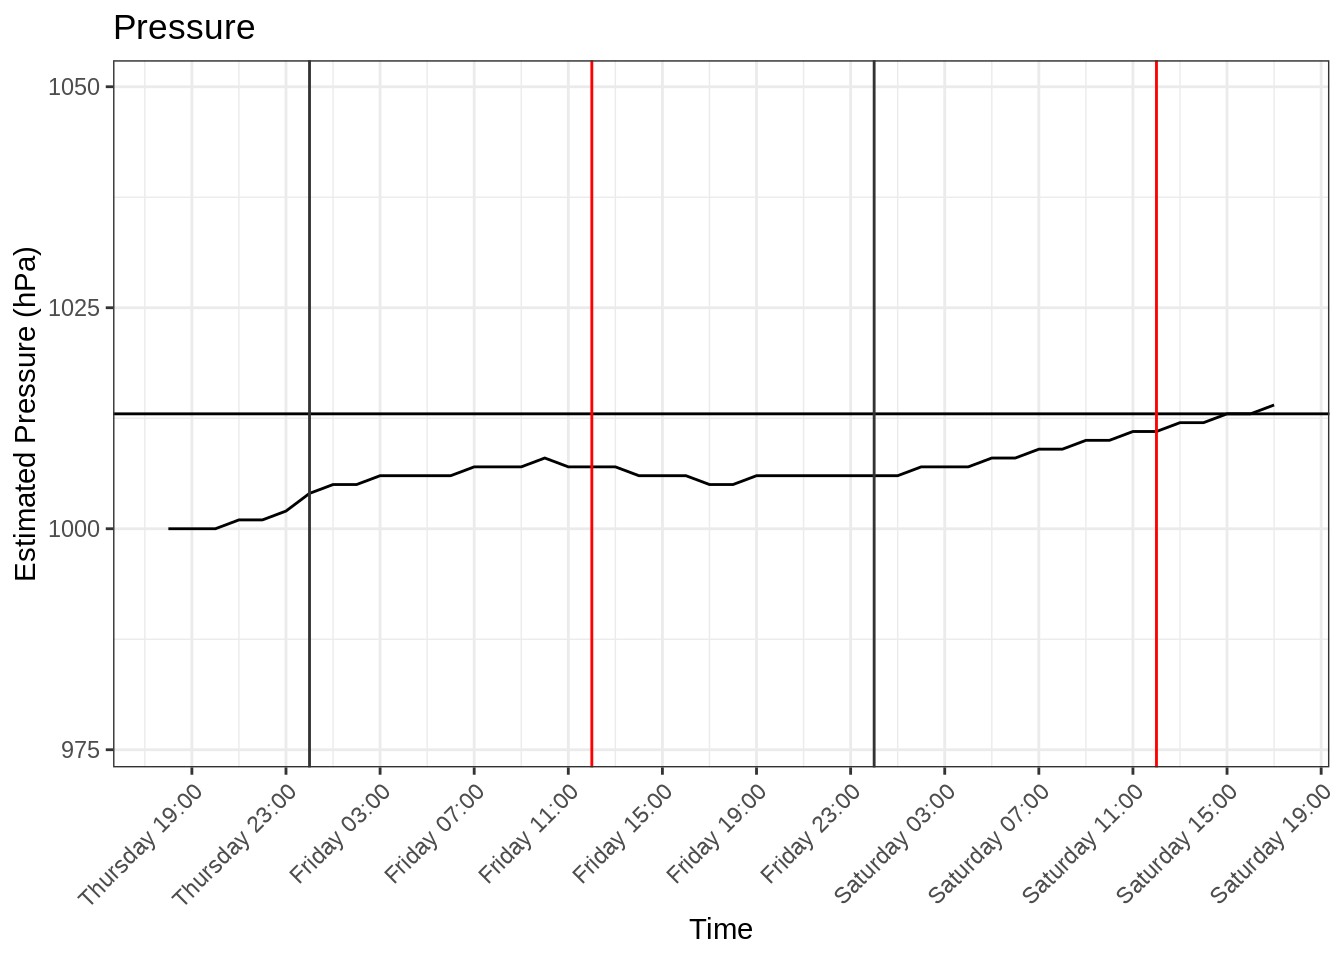 Pressure
Estimated Pressure (hPa)
1050
1025
1000
975
Thursday 19:00
Thursday 23:00
Friday 03:00
Friday 07:00
Friday 11:00
Friday 15:00
Friday 19:00
Friday 23:00
Saturday 03:00
Saturday 07:00
Saturday 11:00
Saturday 15:00
Saturday 19:00
Time